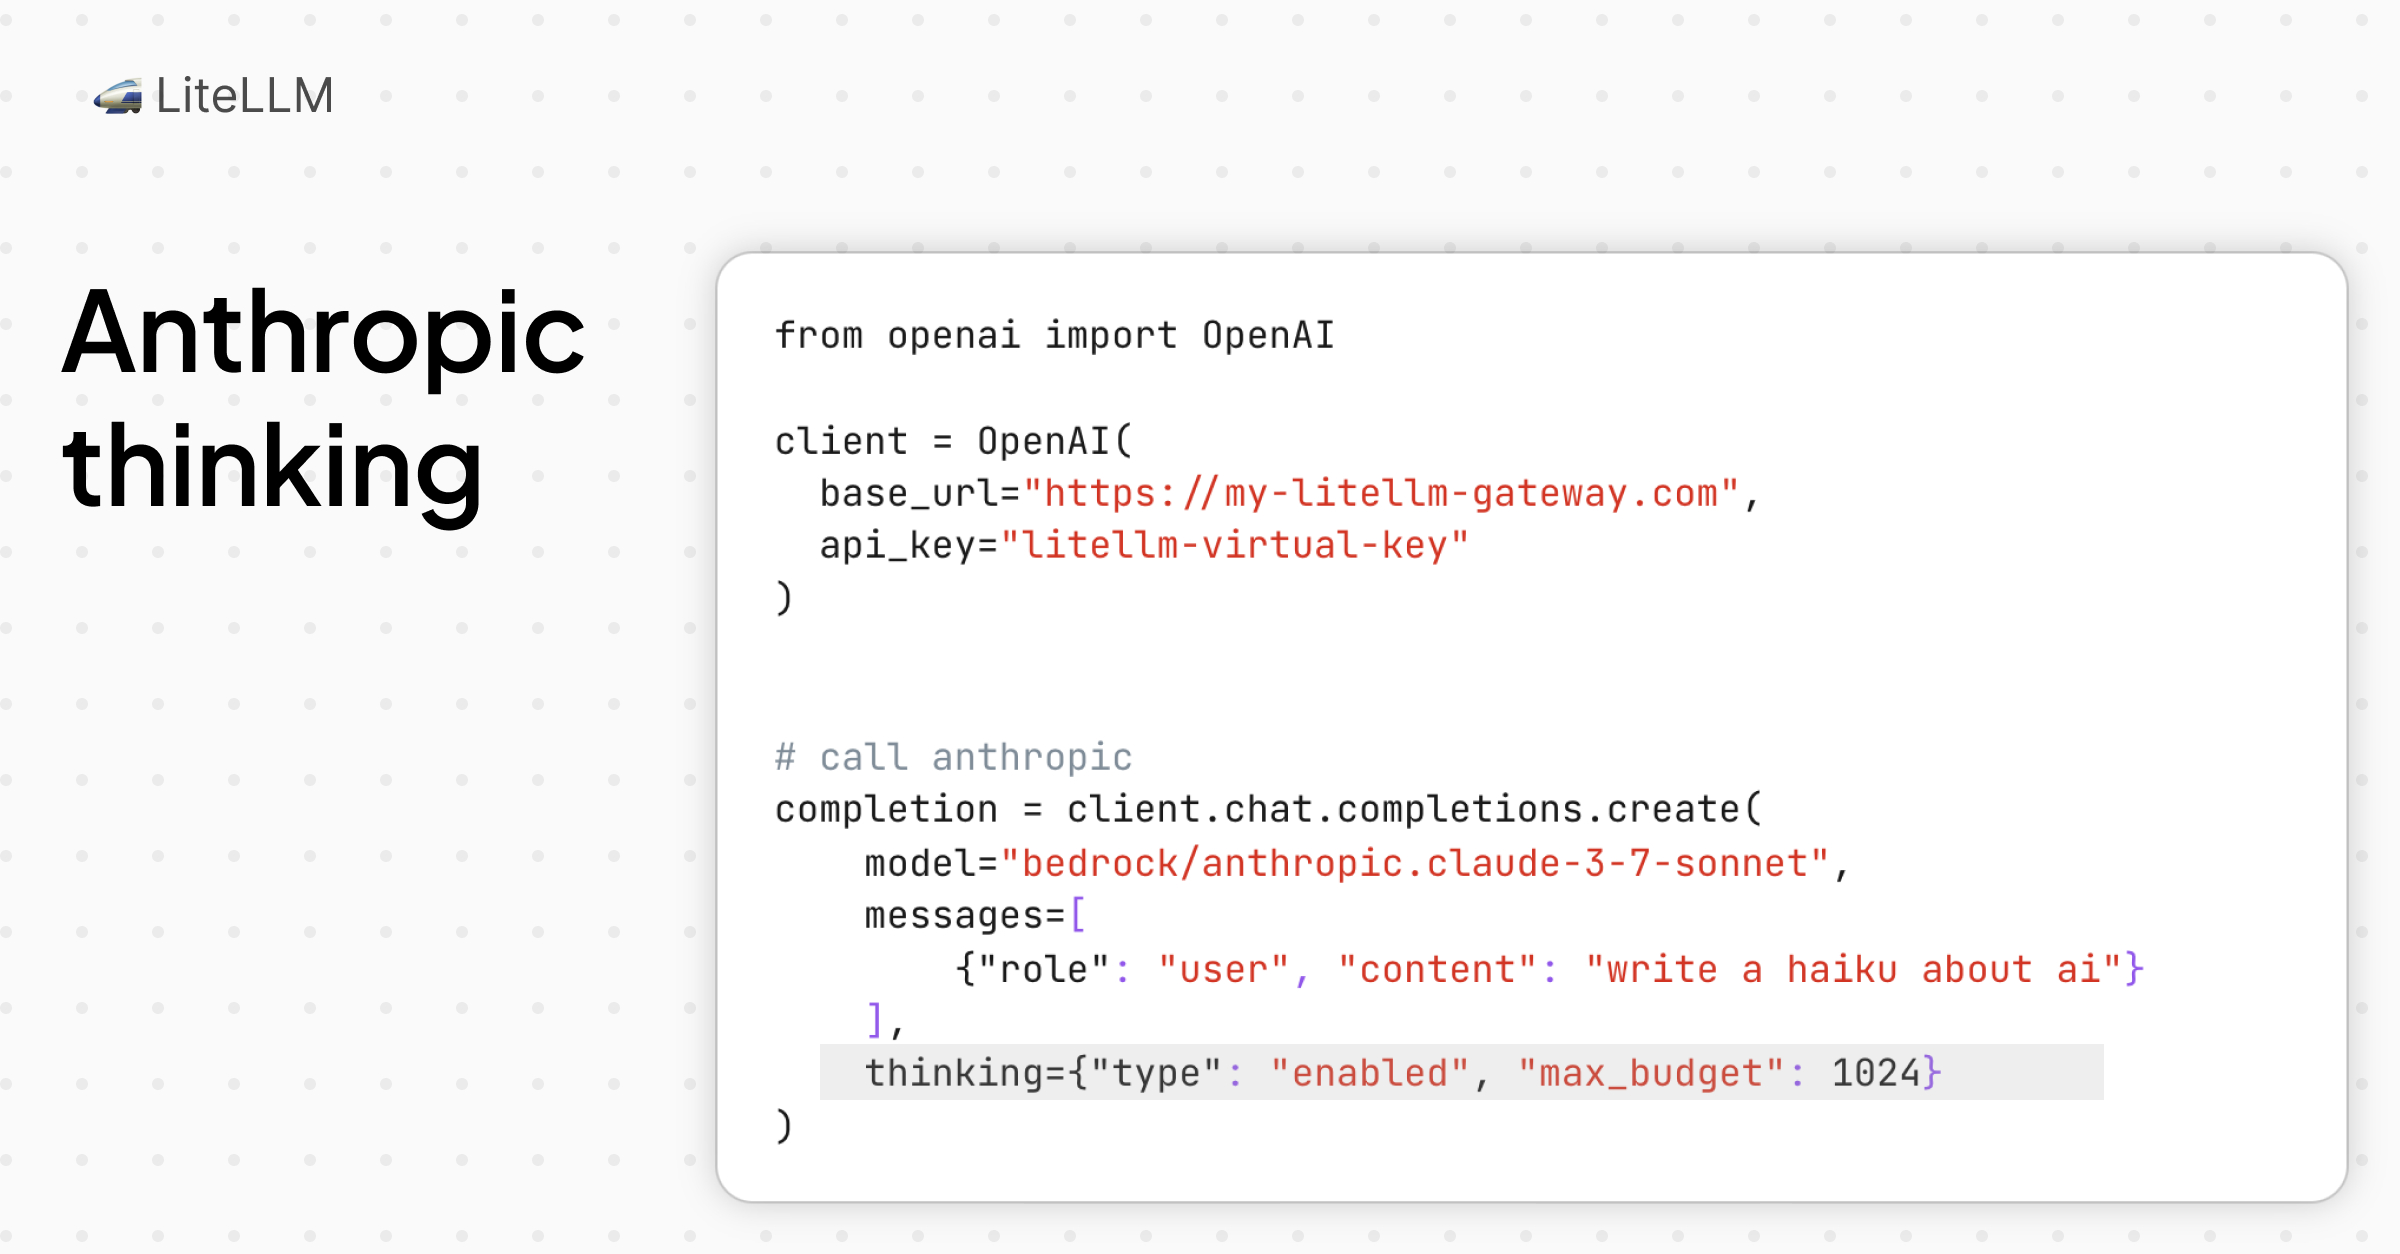 LiteLLM
Anthropic
thinking
from openai import OpenAI
client = OpenAI(
  base_url="https://my-litellm-gateway.com",
  api_key="litellm-virtual-key"
)
# call anthropic
completion = client.chat.completions.create(
    model="bedrock/anthropic.claude-3-7-sonnet",
    messages=[
        {"role": "user", "content": "write a haiku about ai"}
    ],
    thinking={"type": "enabled", "max_budget": 1024}
)